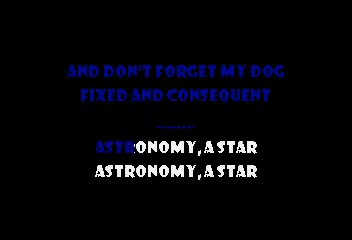 AND DON'T FORGET MY DOG
FIXED AND CONSEQUENT
ASTRONOMY, A STAR
ASTRONOMY, A STAR